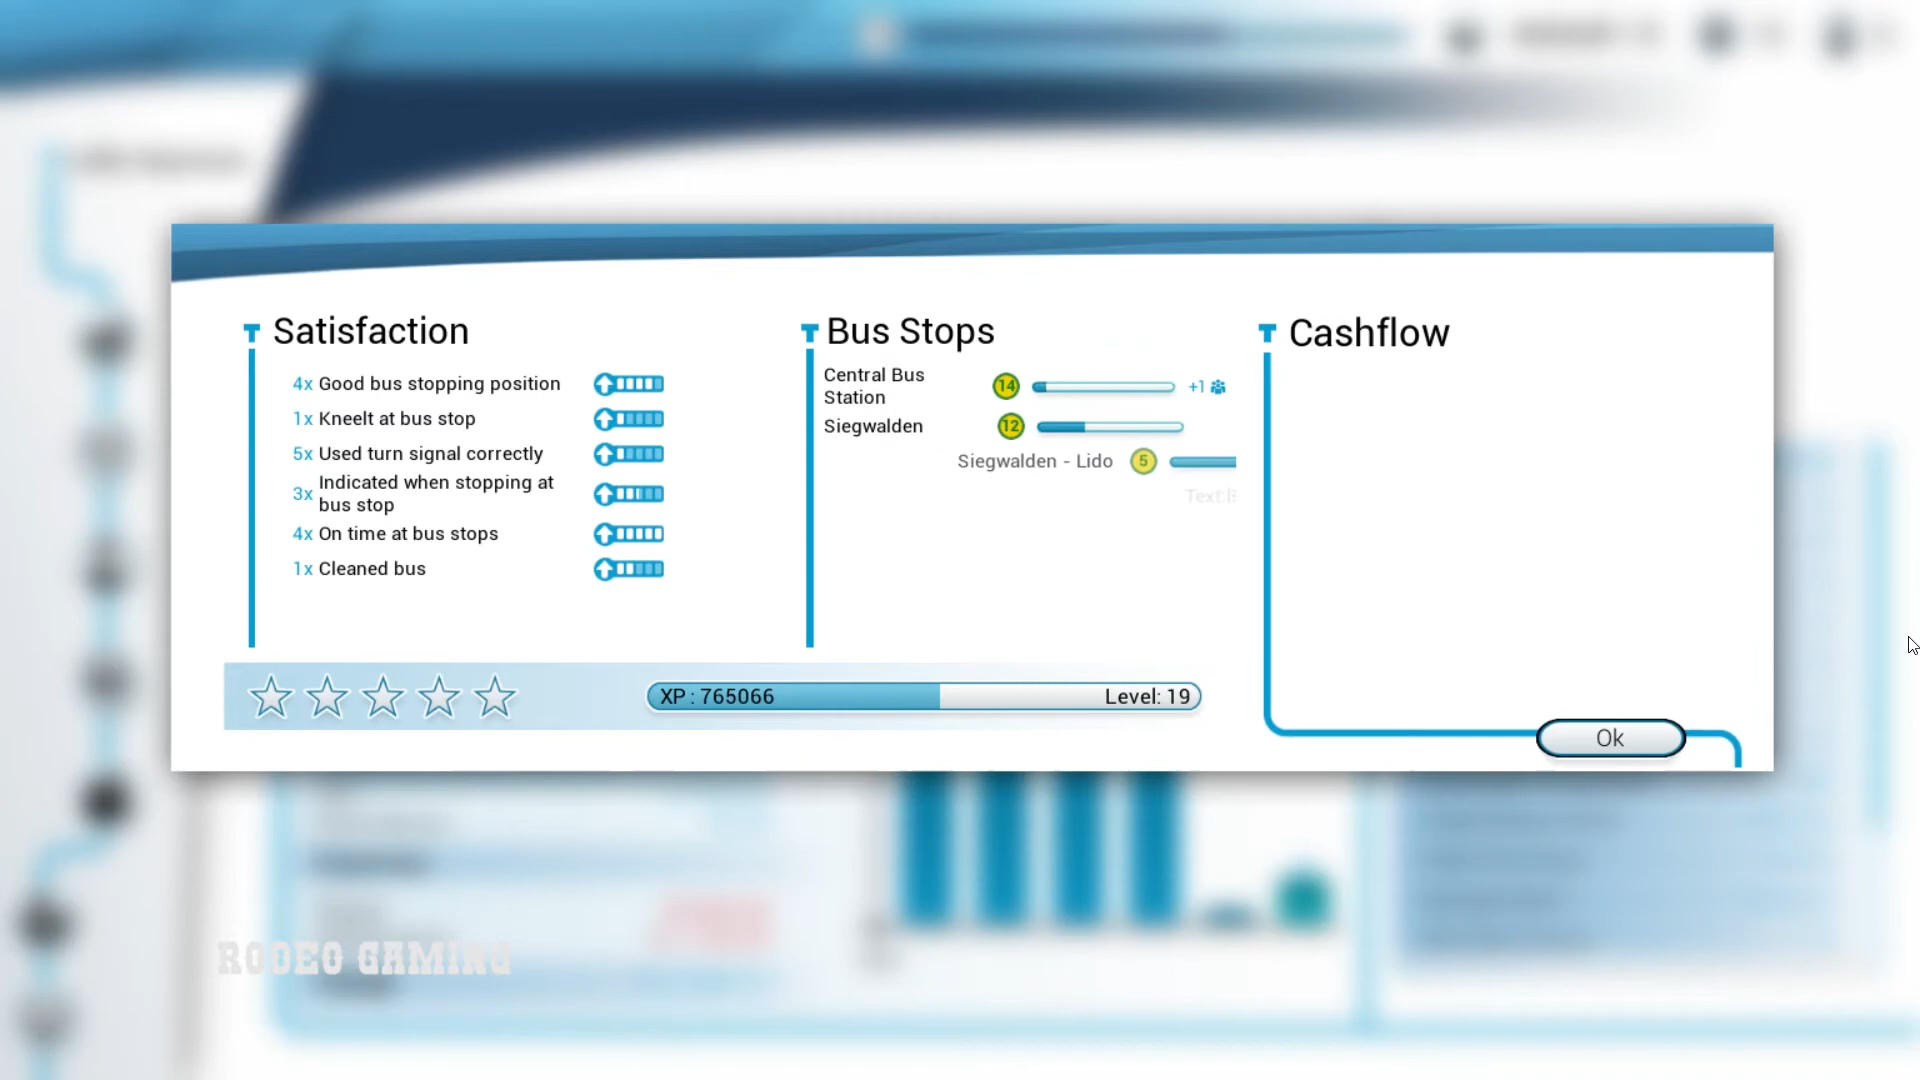 Satisfaction
4x Good bus stopping position
1x Kneelt at bus stop
5x Used turn signal correctly
3x Indicated when stopping at
bus stop
4x On time at bus stops
1x Cleaned bus
Bus Stops
Central Bus
Station
14
+1
Siegwalden
12
Siegwalden - Lido
5
Cashflow
XP : 765066
Level: 19
Ok
RODEO GAMING